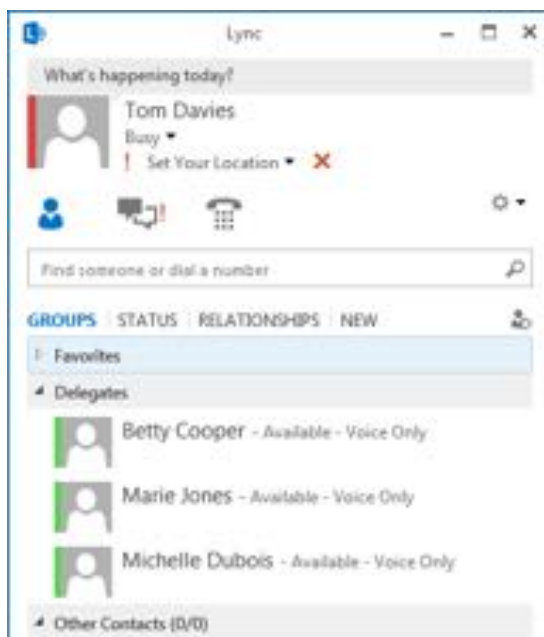 Lync
What's happening today?
Tom Davies
Busy
! Set Your Location
Find someone or dial a number
GROUPS STATUS RELATIONSHIPS NEW
Favorites
Delegates
Betty Cooper - Available - Voice Only
Marie Jones - Available - Voice Only
Michelle Dubois - Available - Voice Only
Other Contacts (0/0)